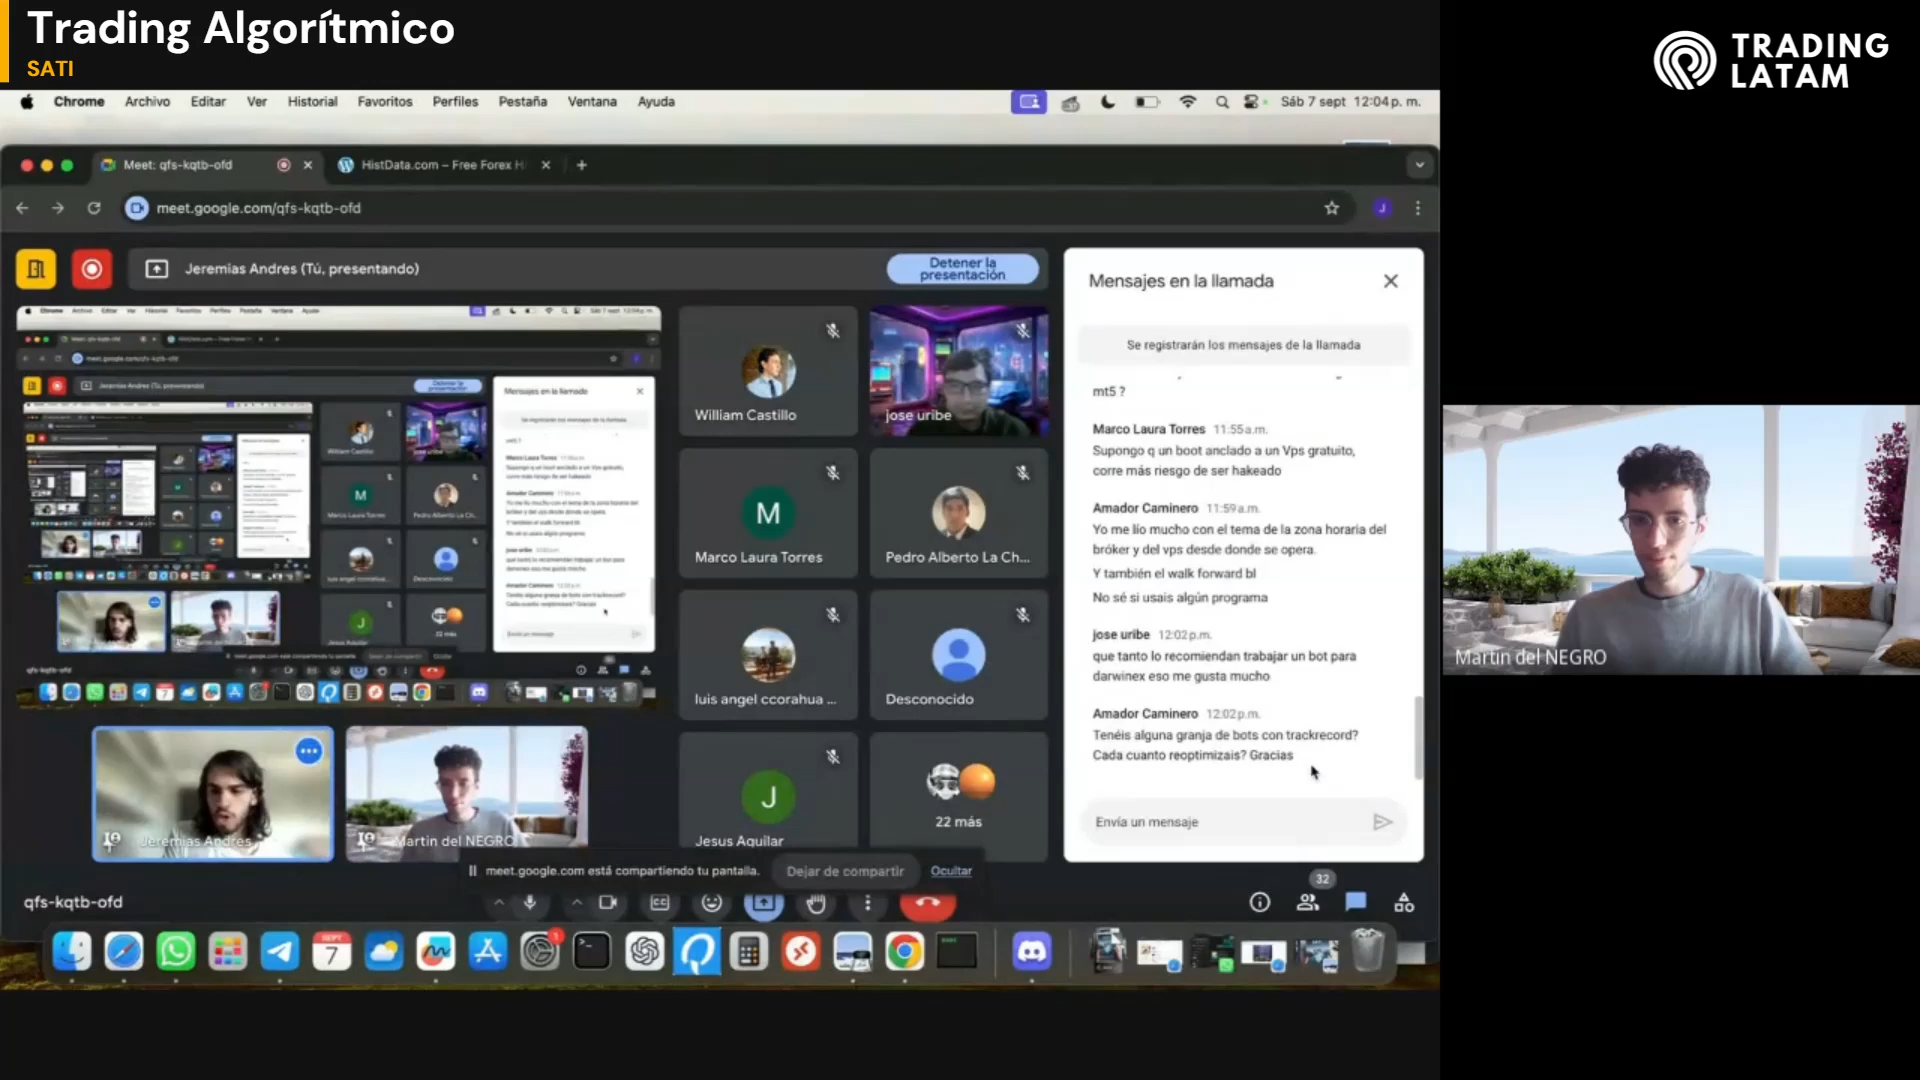 Trading Algorítmico
SATI
TRADING
LATAM
Chrome Archivo Editar Ver Historial Favoritos Perfiles Pestaña Ventana Ayuda
Sáb 7 sept 12:04 p. m.
Meet: qfs-kqtb-ofd
HistData.com – Free Forex H
meet.google.com/qfs-kqtb-ofd
J
Jeremias Andres (Tú, presentando)
Detener la
presentación
William Castillo
jose uribe
M
Marco Laura Torres
Pedro Alberto La Ch...
luis angel ccorahua ...
Desconocido
J
Jesus Aguilar
22 más
Jeremias Andres
Martin del NEGRO
Mensajes en la llamada
Se registrarán los mensajes de la llamada
mt5 ?
Marco Laura Torres 11:55 a.m.
Supongo q un boot anclado a un Vps gratuito,
corre más riesgo de ser hakeado
Amador Caminero 11:59 a.m.
Yo me lío mucho con el tema de la zona horaria del
bróker y del vps desde donde se opera.
Y también el walk forward bl
No sé si usais algún programa
jose uribe 12:02 p.m.
que tanto lo recomiendan trabajar un bot para
darwinex eso me gusta mucho
Amador Caminero 12:02 p.m.
Tenéis alguna granja de bots con trackrecord?
Cada cuanto reoptimizais? Gracias
Envía un mensaje
Martin del NEGRO
meet.google.com está compartiendo tu pantalla.
Dejar de compartir
Ocultar
qfs-kqtb-ofd
CC
32
SEPT
7
1